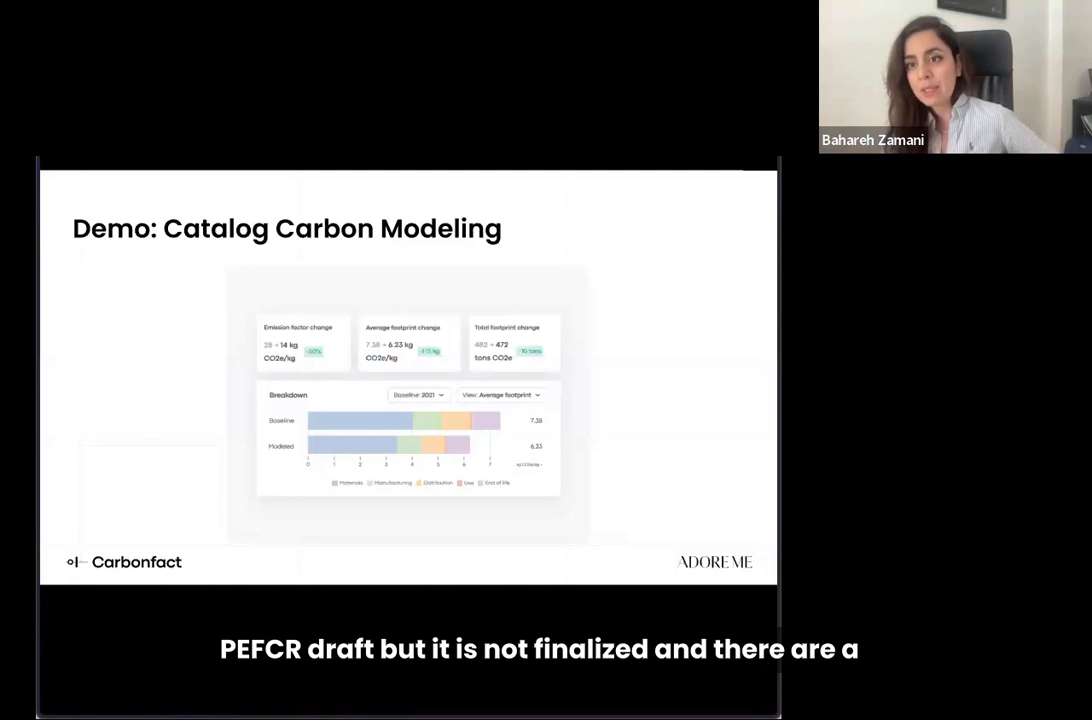 Bahareh Zamani
Demo: Catalog Carbon Modeling
Emission factor change
28 → 14 kg
CO2e/kg
-50%
Average footprint change
7.38 → 6.23 kg
CO2e/kg
Total footprint change
482 → 472
tons CO2e
-10 tons
Breakdown
Baseline: 2021
View: Average footprint
Baseline
7.38
Modeled
6.23
0 1 2 3 4 5 6 7
Materials Manufacturing Distribution Use End of life
Carbonfact
ADORE ME
PEFCR draft but it is not finalized and there are a